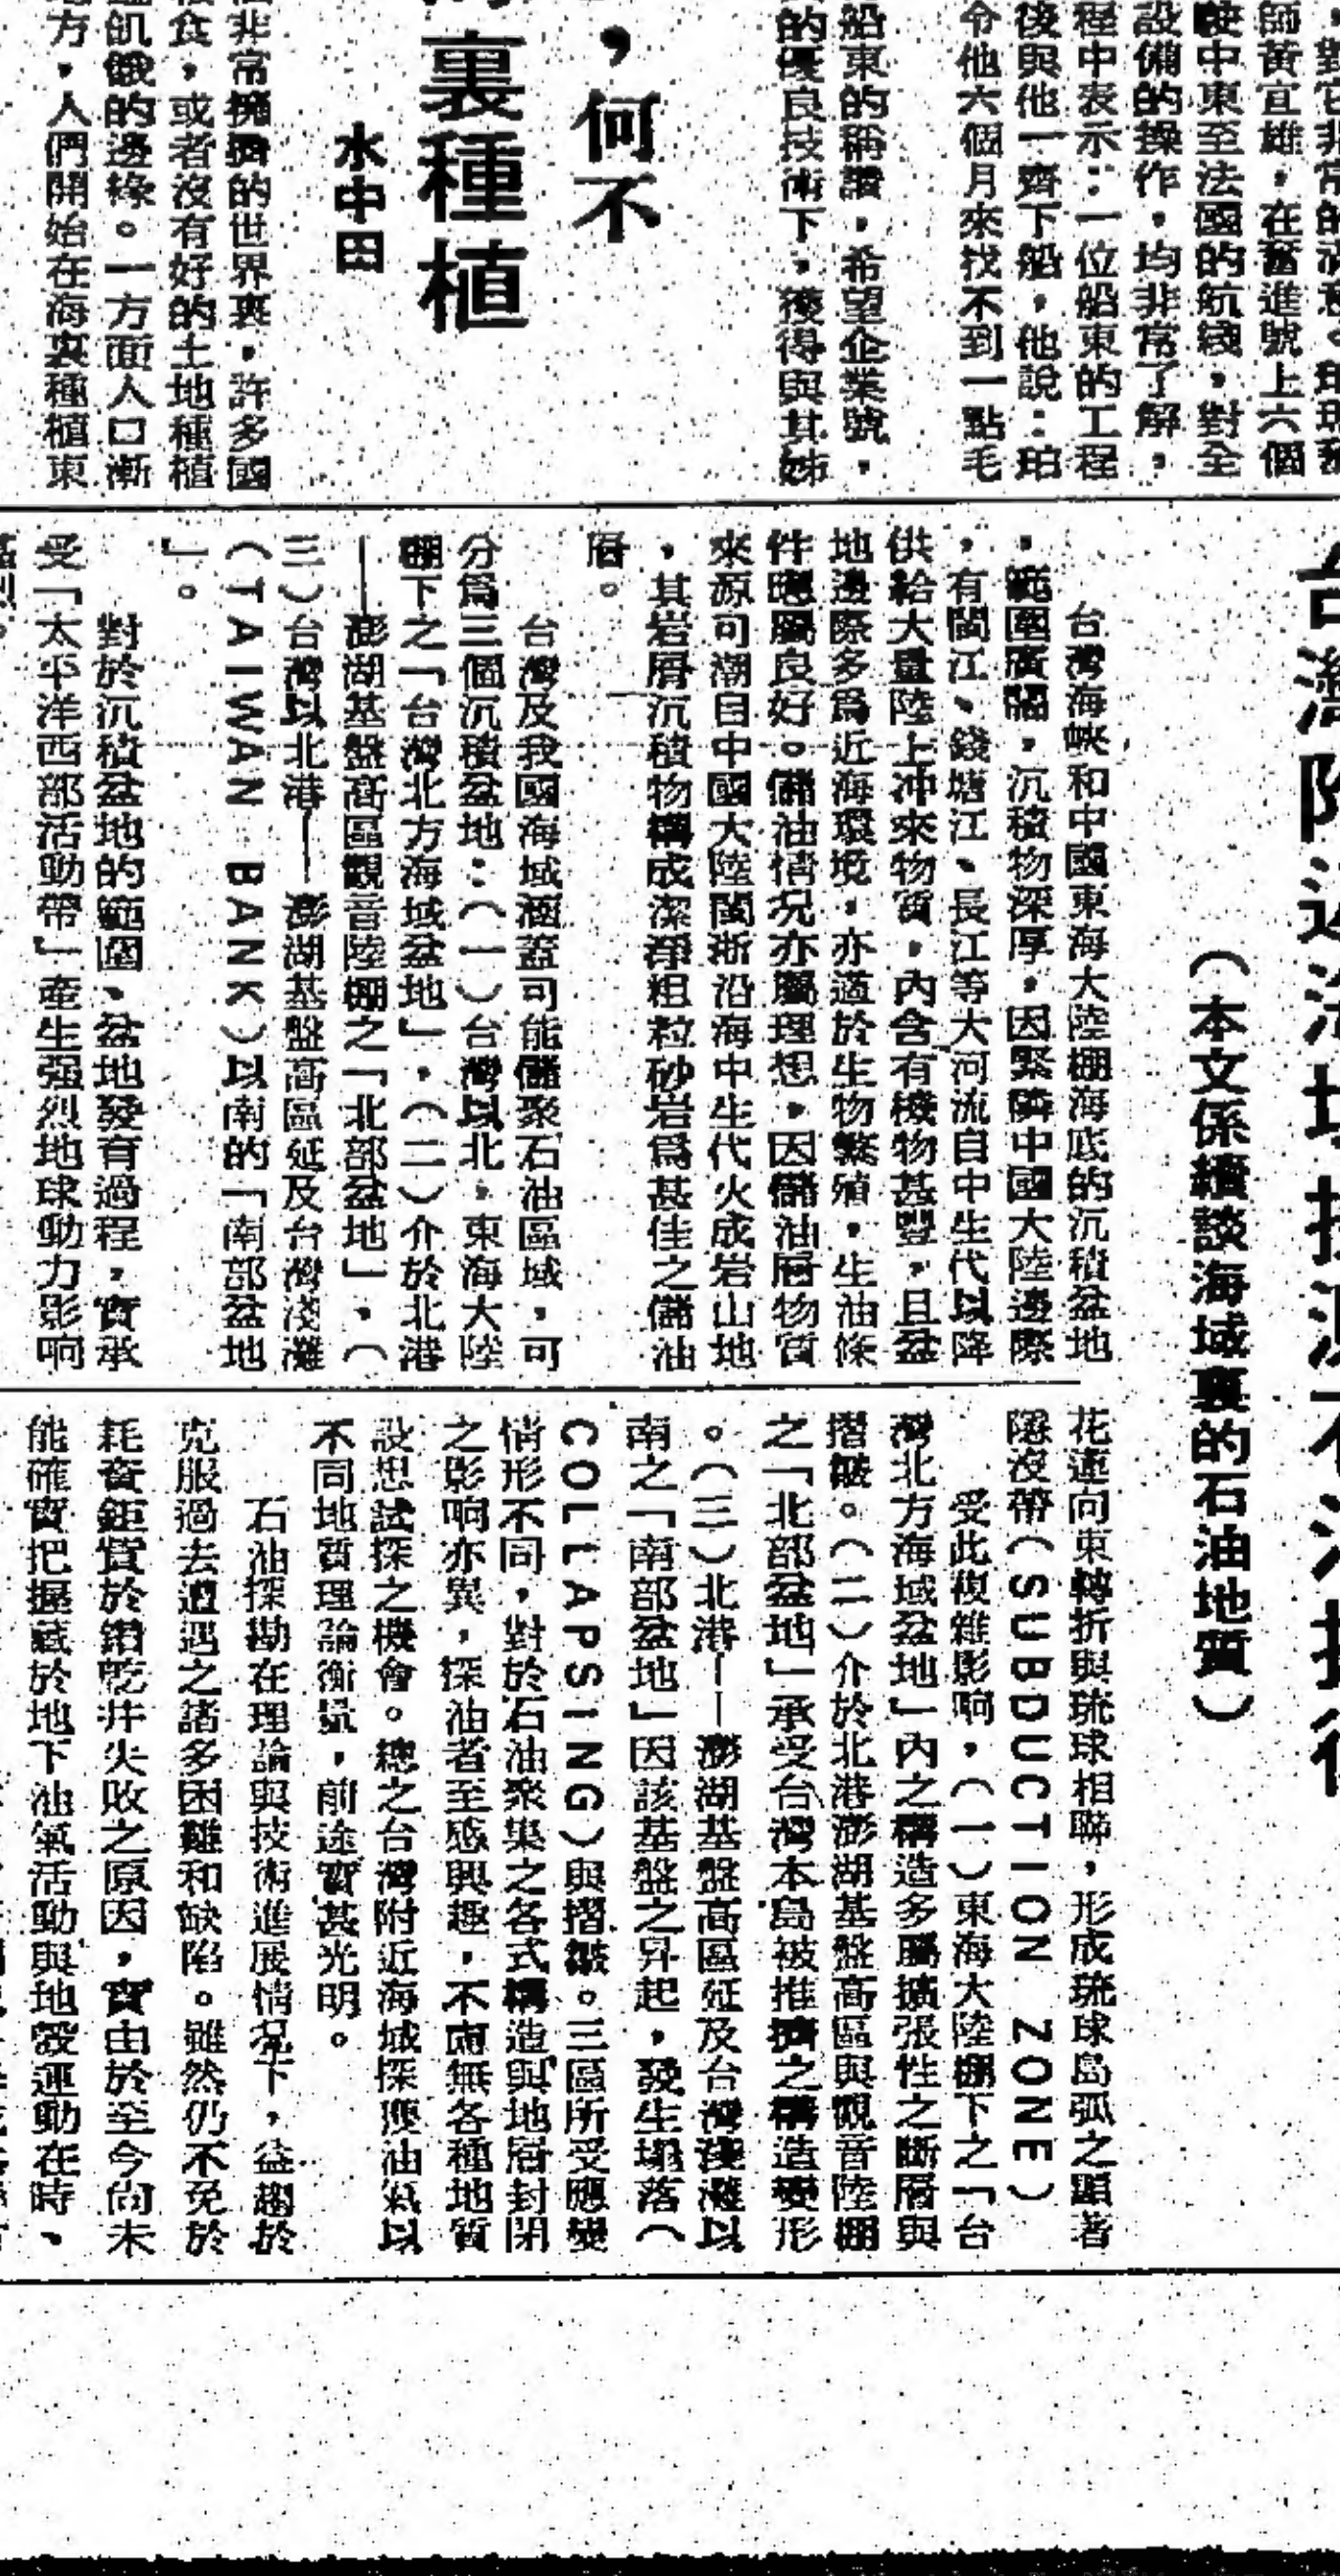 設備的操作，均非常了解，
程中表示：一位船東的工程
後與他一齊下船，他說：珀
令他六個月來找不到一點毛
船東的稱讚，希望企業號，
的優良技術下，獲得與其姊
，何不
裏種植
水中田
非常擁擠的世界裏，許多國
食，或者沒有好的土地種植
飢餓的邊緣。一方面人口漸
方，人們開始在海裏種植東
（本文係續談海域裏的石油地質）
台灣海峽和中國東海大陸棚海底的沉積盆地
，範圍廣闊，沉積物深厚，因緊鄰中國大陸邊際
，有閩江、錢塘江、長江等大河流自中生代以降
供給大量陸上冲來物質，內含有機物甚豐，且盆
地邊際多為近海環境，亦適於生物繁殖，生油條
件應屬良好。儲油情況亦屬理想，因儲油層物質
來源可溯自中國大陸閩浙沿海中生代火成岩山地
，其岩屑沉積物構成潔淨粗粒砂岩為甚佳之儲油
層。
台灣及我國海域涵蓋可能儲聚石油區域，可
分為三個沉積盆地：（一）台灣以北，東海大陸
棚下之「台灣北方海域盆地」，（二）介於北港
——澎湖基盤高區觀音陸棚之「北部盆地」，（
三）台灣以北港——澎湖基盤高區延及台灣淺灘
（TAIWAN BANK）以南的「南部盆地
」。
對於沉積盆地的範圍、盆地發育過程，實承
受「太平洋西部活動帶」產生强烈地球動力影响
花蓮向東轉折與琉球相聯，形成琉球島弧之顯著
隱沒帶（SUBDUCTION ZONE）
受此複雜影响，（一）東海大陸棚下之「台
灣北方海域盆地」內之構造多屬擴張性之斷層與
摺皺。（二）介於北港澎湖基盤高區與觀音陸棚
之「北部盆地」承受台灣本島被推擠之構造變形
。（三）北港——澎湖基盤高區延及台灣淺灘以
南之「南部盆地」因該基盤之昇起，發生塌落（
COLLAPSING）與摺皺。三區所受應變
情形不同，對於石油聚集之各式構造與地層封閉
之影响亦異，探油者至感興趣，不虞無各種地質
設想試探之機會。總之台灣附近海域探獲油氣以
不同地質理論衡量，前途實甚光明。
石油探勘在理論與技術進展情況下，益趨於
克服過去遭遇之諸多困難和缺陷。雖然仍不免於
耗奮鉅資於鑽乾井失敗之原因，實由於至今尚未
能確實把握藏於地下油氣活動與地殼運動在時、